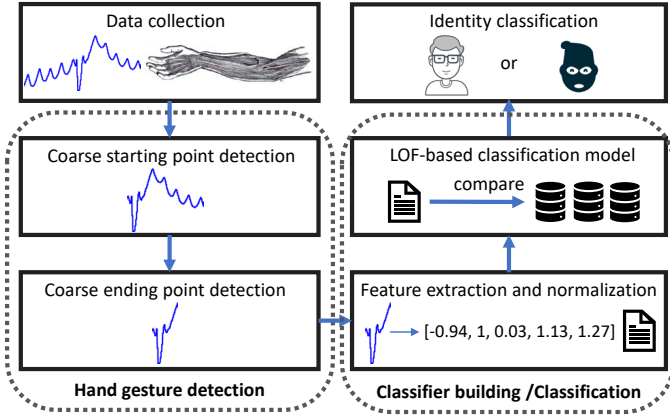 Data collection
Coarse starting point detection
Coarse ending point detection
Hand gesture detection
Identity classification
or
LOF-based classification model
compare
Feature extraction and normalization
[-0.94, 1, 0.03, 1.13, 1.27]
Classifier building /Classification